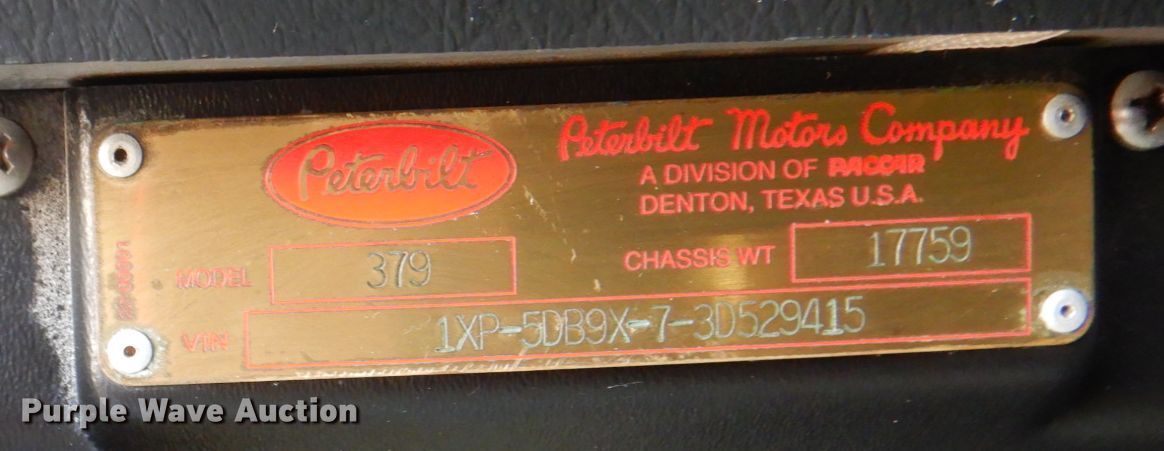 Peterbilt
Peterbilt Motors Company
A DIVISION OF PACCAR
DENTON, TEXAS U.S.A.
MODEL 379
CHASSIS WT 17759
VIN 1XP-5DB9X-7-3D529415
Purple Wave Auction